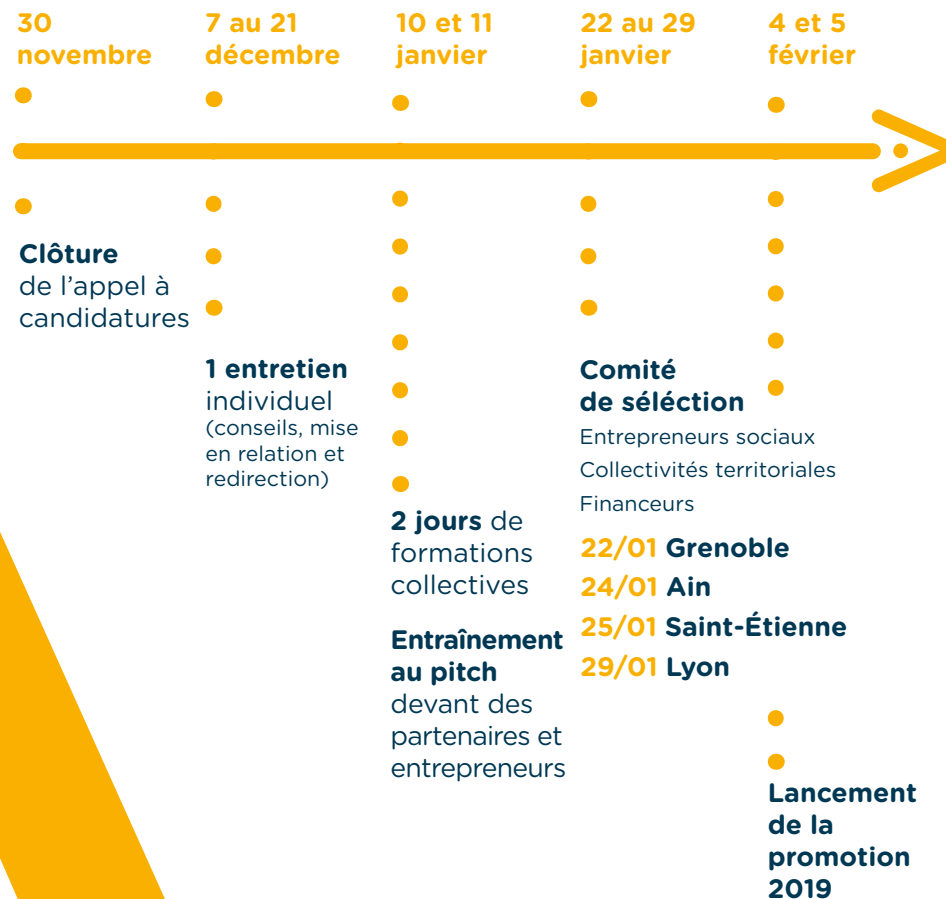 30
novembre
7 au 21
décembre
10 et 11
janvier
22 au 29
janvier
4 et 5
février
Clôture
de l’appel à
candidatures
1 entretien
individuel
(conseils, mise
en relation et
redirection)
2 jours de
formations
collectives
Entraînement
au pitch
devant des
partenaires et
entrepreneurs
Comité
de séléction
Entrepreneurs sociaux
Collectivités territoriales
Financeurs
22/01 Grenoble
24/01 Ain
25/01 Saint-Étienne
29/01 Lyon
Lancement
de la
promotion
2019